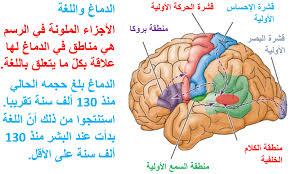 الدماغ واللغة
الأجزاء الملونة في الرسم
هي مناطق في الدماغ لها
علاقة بكلّ ما يتعلق باللغة.
الدماغ بلغ حجمه الحالي
منذ 130 ألف سنة تقريبا.
استنتجوا من ذلك أنّ اللغة
بدأت عند البشر منذ 130
ألف سنة على الأقل.
قشرة الحركة الأولية
قشرة الإحساس
الأولية
منطقة بروكا
قشرة البصر
الأولية
منطقة الكلام
الخلفية
منطقة السمع الأولية